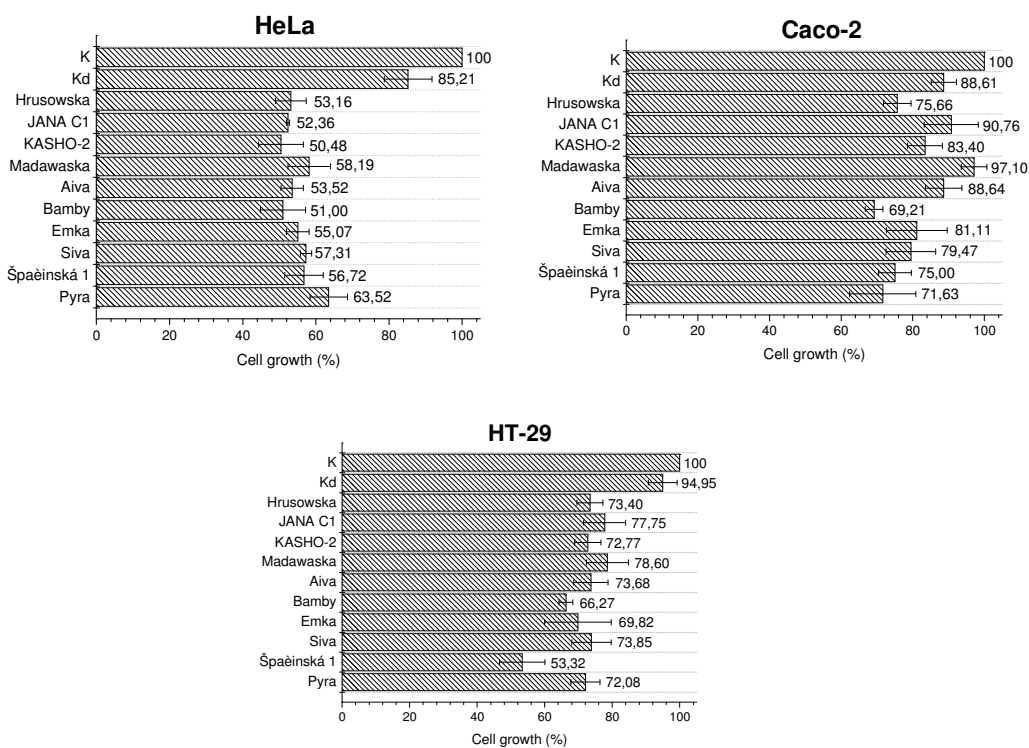 HeLa
K 100
Kd 85,21
Hrusowska 53,16
JANA C1 52,36
KASHO-2 50,48
Madawaska 58,19
Aiva 53,52
Bamby 51,00
Emka 55,07
Siva 57,31
Špaèinská 1 56,72
Pyra 63,52
0 20 40 60 80 100
Cell growth (%)
Caco-2
K 100
Kd 88,61
Hrusowska 75,66
JANA C1 90,76
KASHO-2 83,40
Madawaska 97,10
Aiva 88,64
Bamby 69,21
Emka 81,11
Siva 79,47
Špaèinská 1 75,00
Pyra 71,63
0 20 40 60 80 100
Cell growth (%)
HT-29
K 100
Kd 94,95
Hrusowska 73,40
JANA C1 77,75
KASHO-2 72,77
Madawaska 78,60
Aiva 73,68
Bamby 66,27
Emka 69,82
Siva 73,85
Špaèinská 1 53,32
Pyra 72,08
0 20 40 60 80 100
Cell growth (%)